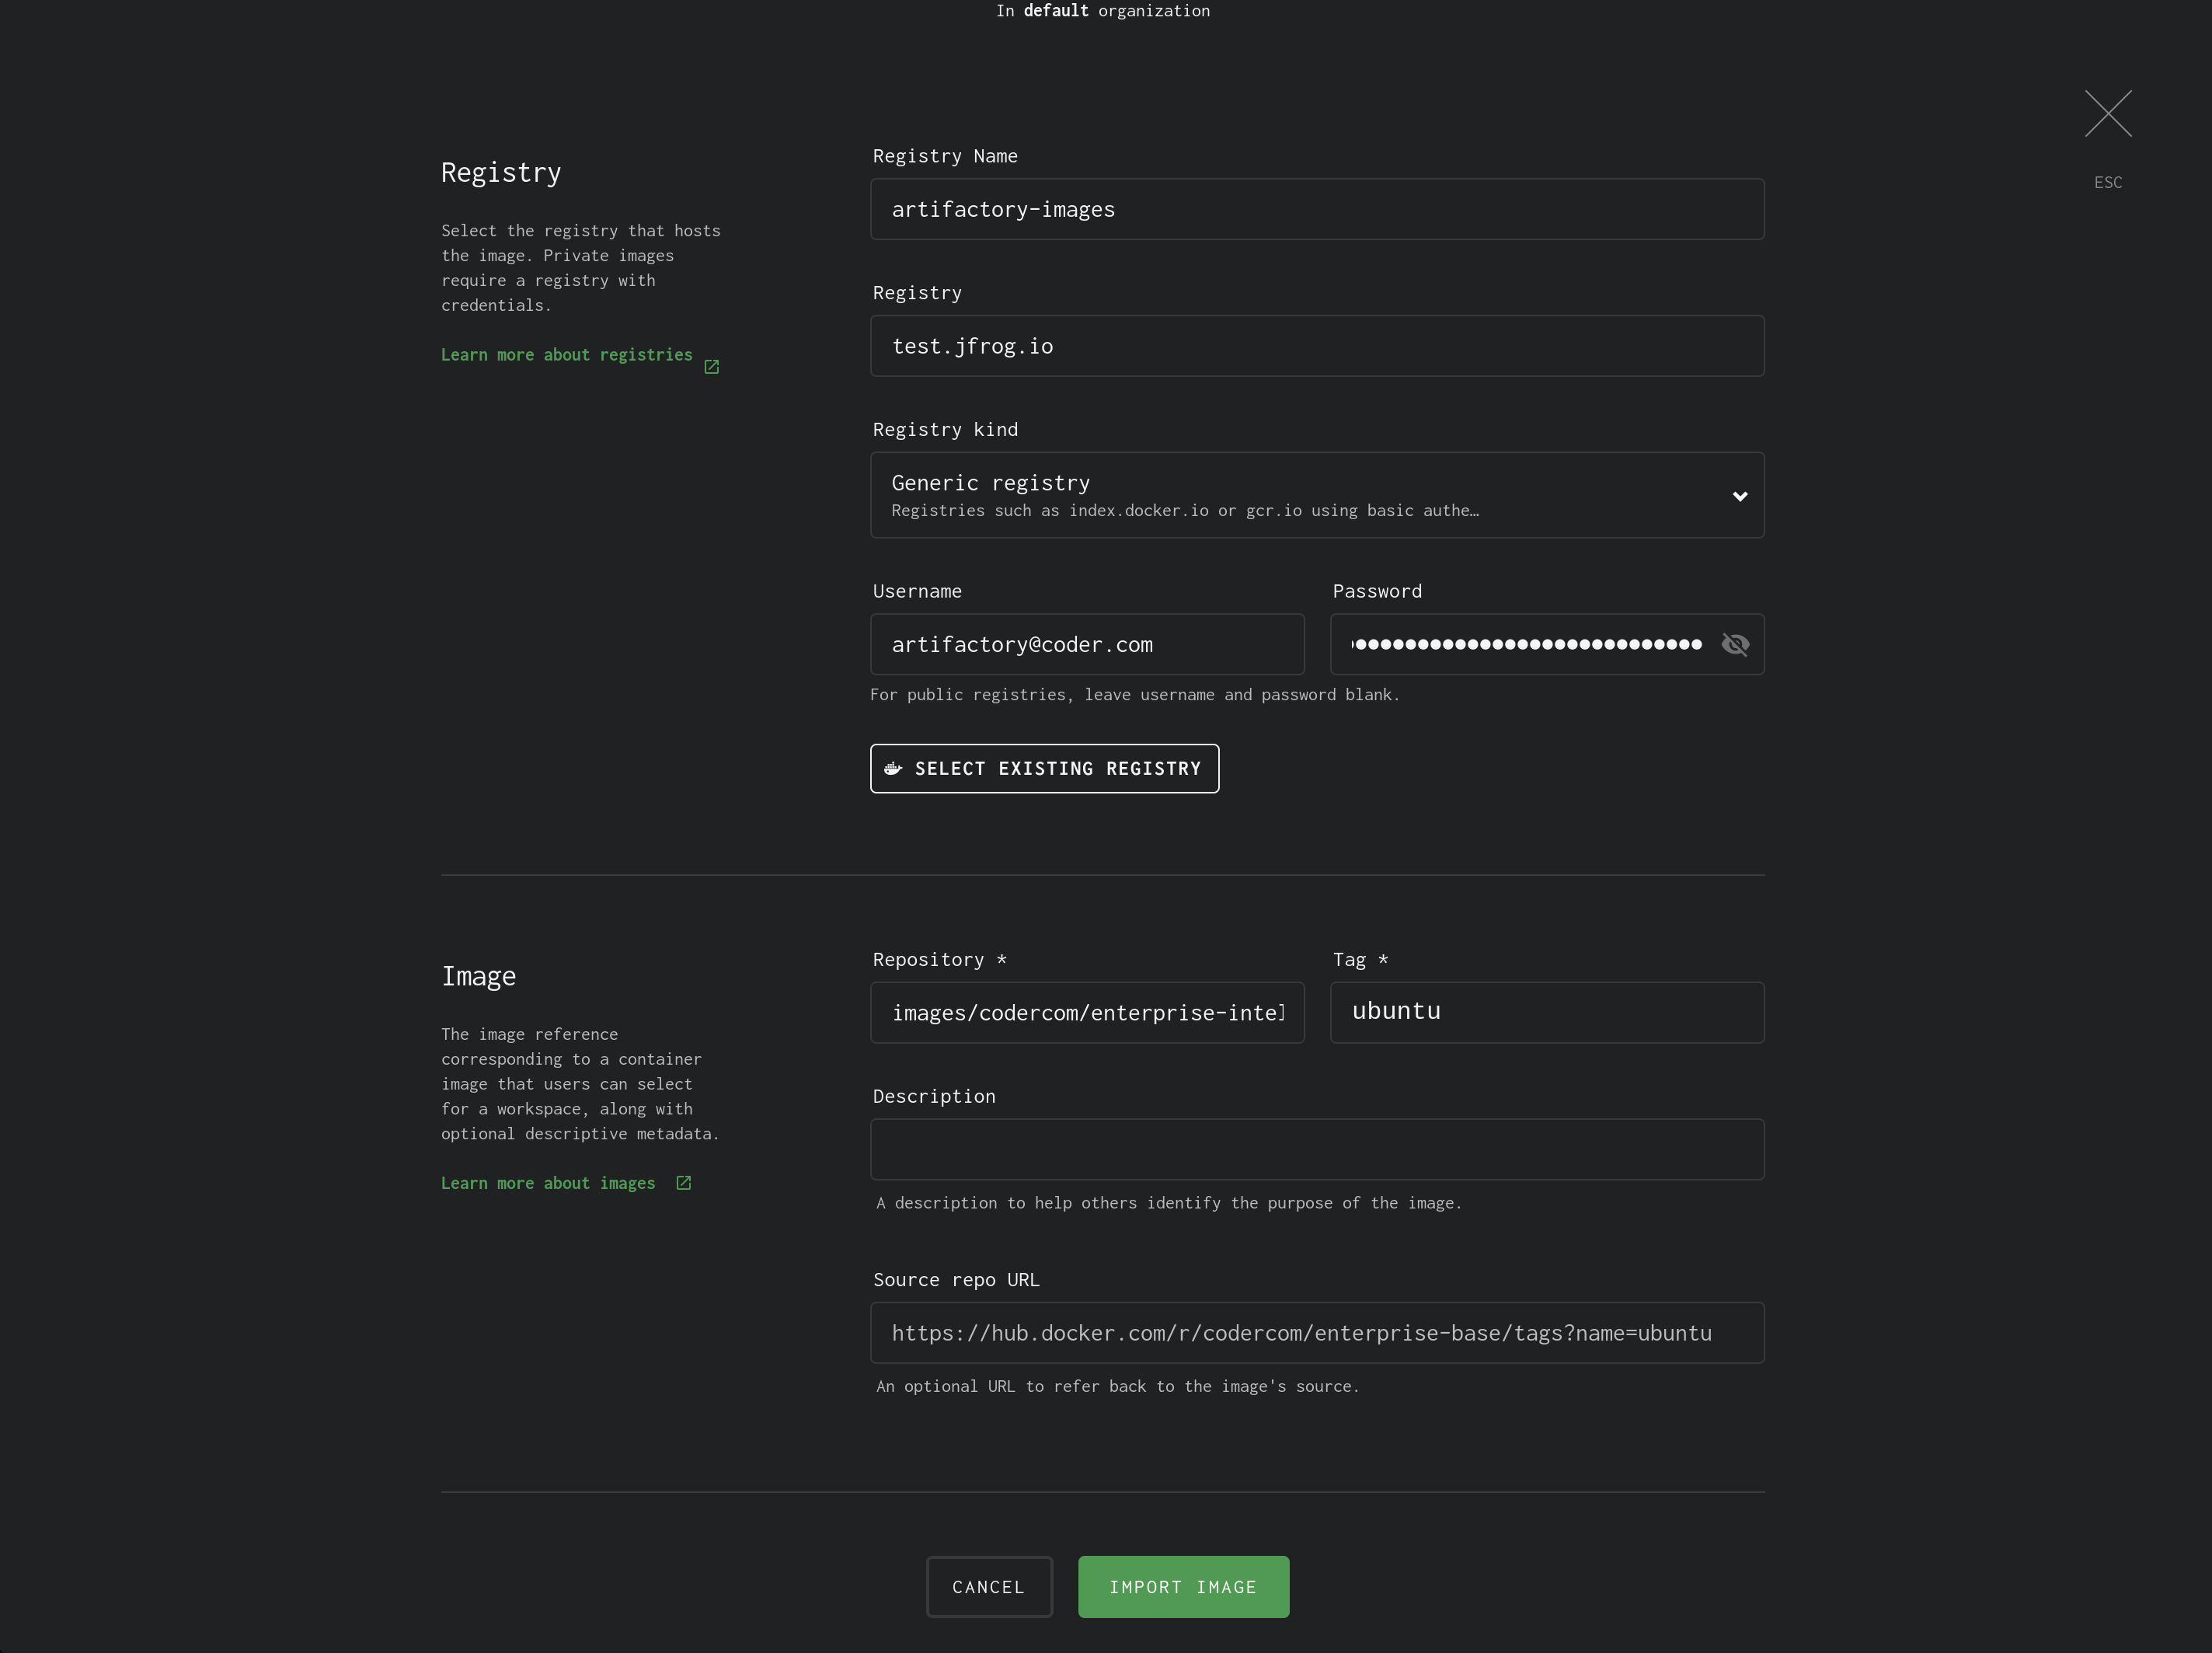 In default organization
ESC
Registry
Select the registry that hosts
the image. Private images
require a registry with
credentials.
Learn more about registries
Registry Name
artifactory-images
Registry
test.jfrog.io
Registry kind
Generic registry
Registries such as index.docker.io or gcr.io using basic authe…
Username
artifactory@coder.com
Password
For public registries, leave username and password blank.
SELECT EXISTING REGISTRY
Image
The image reference
corresponding to a container
image that users can select
for a workspace, along with
optional descriptive metadata.
Learn more about images
Repository *
images/codercom/enterprise-intel
Tag *
ubuntu
Description
A description to help others identify the purpose of the image.
Source repo URL
https://hub.docker.com/r/codercom/enterprise-base/tags?name=ubuntu
An optional URL to refer back to the image's source.
CANCEL
IMPORT IMAGE